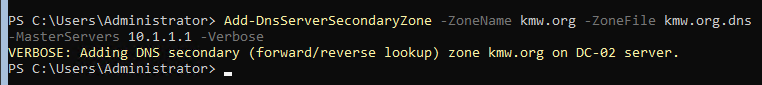 PS C:\Users\Administrator> Add-DnsServerSecondaryZone -ZoneName kmw.org -ZoneFile kmw.org.dns
-MasterServers 10.1.1.1 -Verbose
VERBOSE: Adding DNS secondary (forward/reverse lookup) zone kmw.org on DC-02 server.
PS C:\Users\Administrator> _